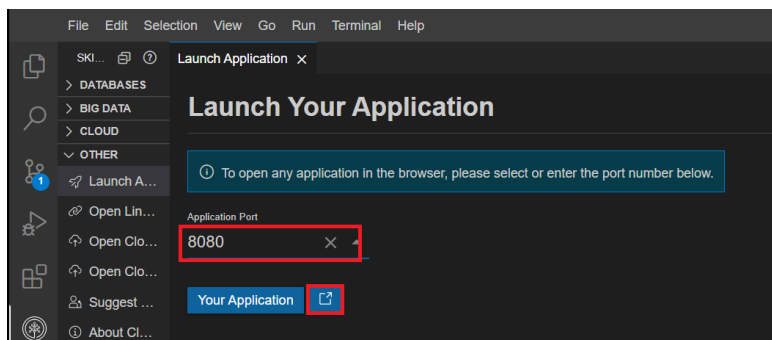 File Edit Selection View Go Run Terminal Help
SKI...
Launch Application
DATABASES
BIG DATA
CLOUD
OTHER
Launch A...
Open Lin...
Open Clo...
Open Clo...
Suggest ...
About Cl...
1
Launch Your Application
To open any application in the browser, please select or enter the port number below.
Application Port
8080
Your Application